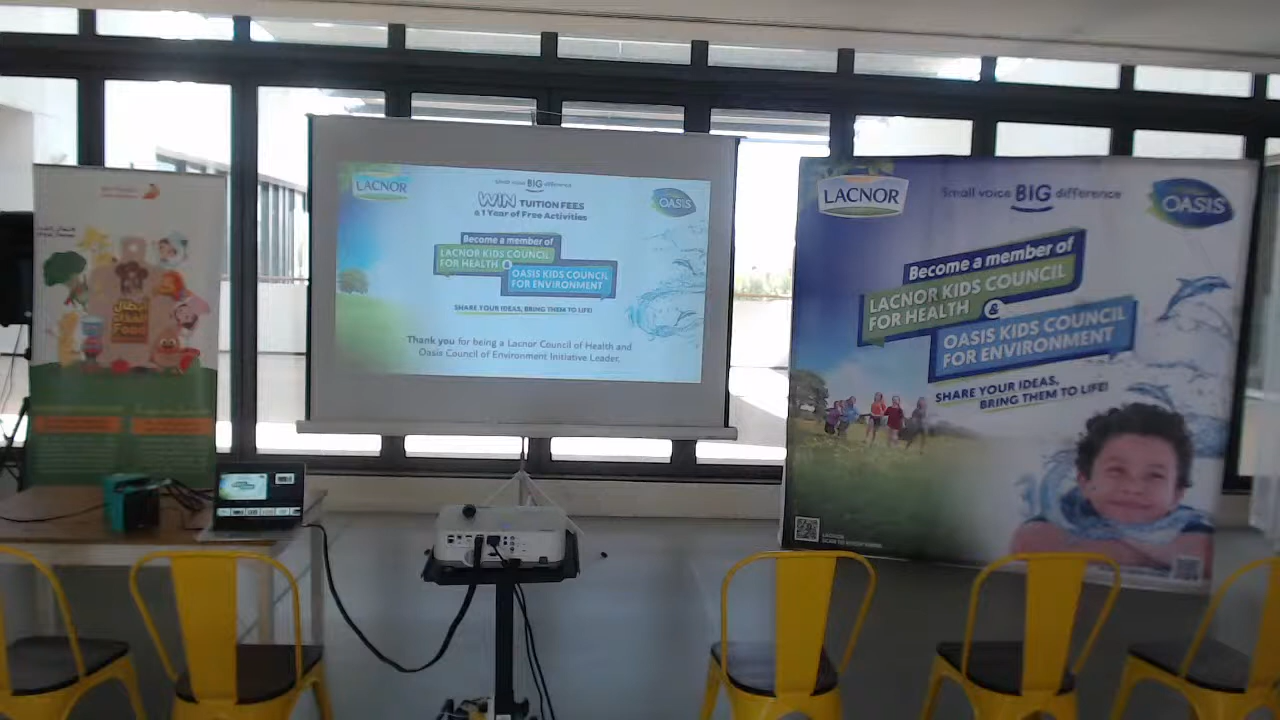 أبطال
الغذاء
Food
LACNOR
Small voice BIG difference
OASIS
WIN TUITION FEES
& 1 Year of Free Activities
Become a member of
LACNOR KIDS COUNCIL
FOR HEALTH &
OASIS KIDS COUNCIL
FOR ENVIRONMENT
SHARE YOUR IDEAS, BRING THEM TO LIFE!
Thank you for being a Lacnor Council of Health and
Oasis Council of Environment Initiative Leader.
LACNOR
Small voice BIG difference
OASIS
Become a member of
LACNOR KIDS COUNCIL
FOR HEALTH &
OASIS KIDS COUNCIL
FOR ENVIRONMENT
SHARE YOUR IDEAS,
BRING THEM TO LIFE!